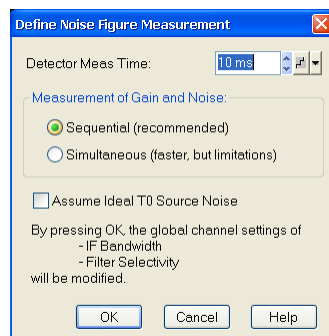 Define Noise Figure Measurement
Detector Meas Time: 10 ms
Measurement of Gain and Noise:
Sequential (recommended)
Simultaneous (faster, but limitations)
Assume Ideal T0 Source Noise
By pressing OK, the global channel settings of
- IF Bandwidth
- Filter Selectivity
will be modified.
OK Cancel Help